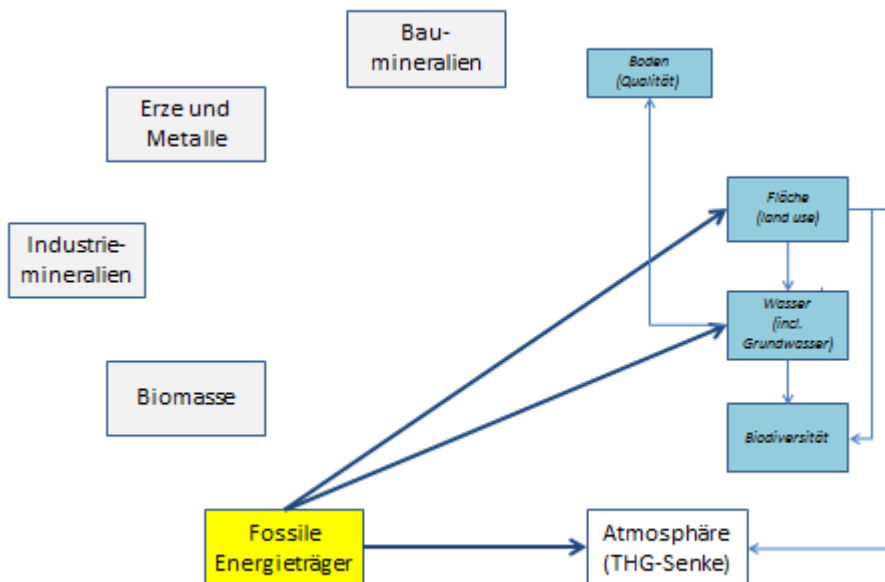 Bau-
mineralien
Boden
(Qualität)
Erze und
Metalle
Fläche
(land use)
Industrie-
mineralien
Wasser
(incl.
Grundwasser)
Biomasse
Biodiversität
Fossile
Energieträger
Atmosphäre
(THG-Senke)